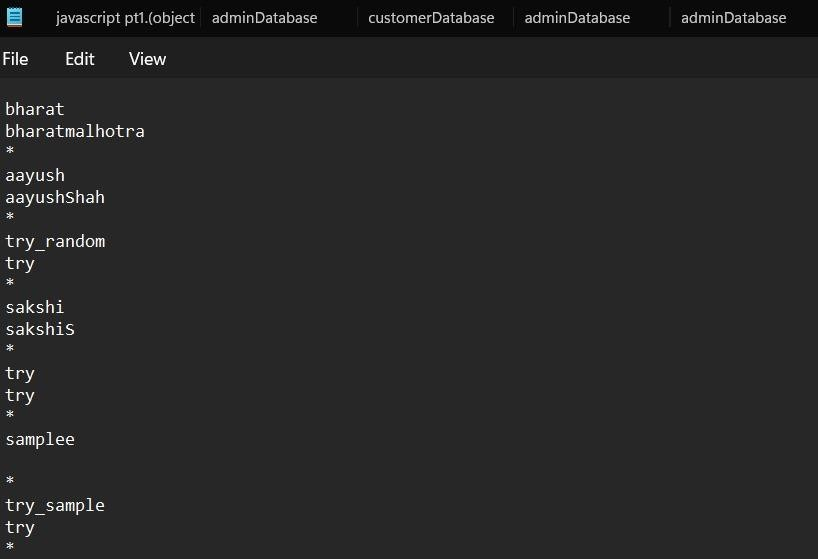 javascript pt1.(object adminDatabase customerDatabase adminDatabase adminDatabase
File Edit View
bharat
bharatmalhotra
*
aayush
aayushShah
*
try_random
try
*
sakshi
sakshiS
*
try
try
*
samplee
*
try_sample
try
*